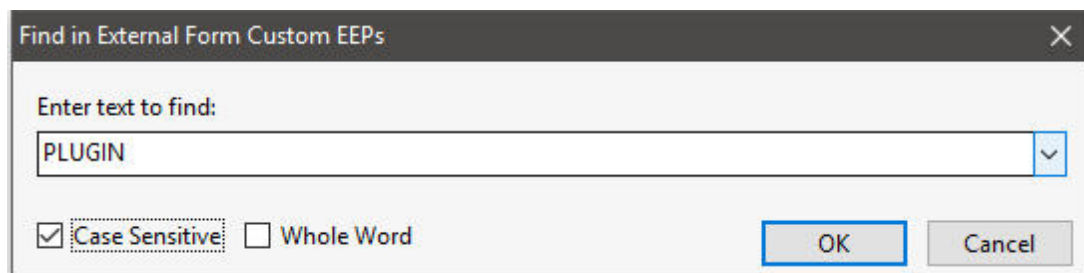 Find in External Form Custom EEPs
Enter text to find:
PLUGIN
Case Sensitive Whole Word OK Cancel